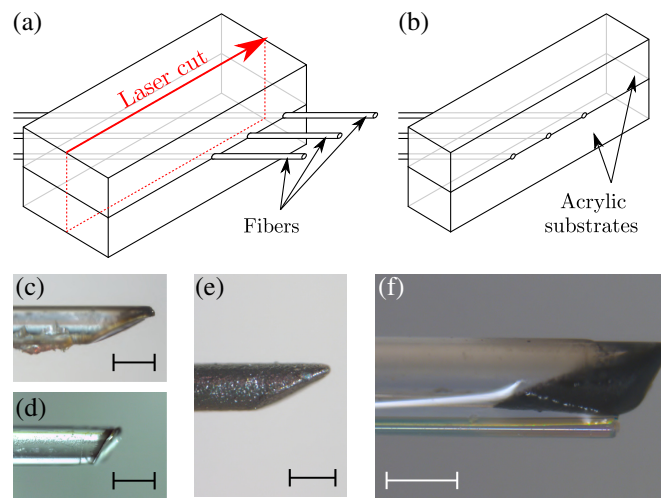 (a)
(b)
Laser cut
Fibers
Acrylic
substrates
(c)
(e)
(f)
(d)